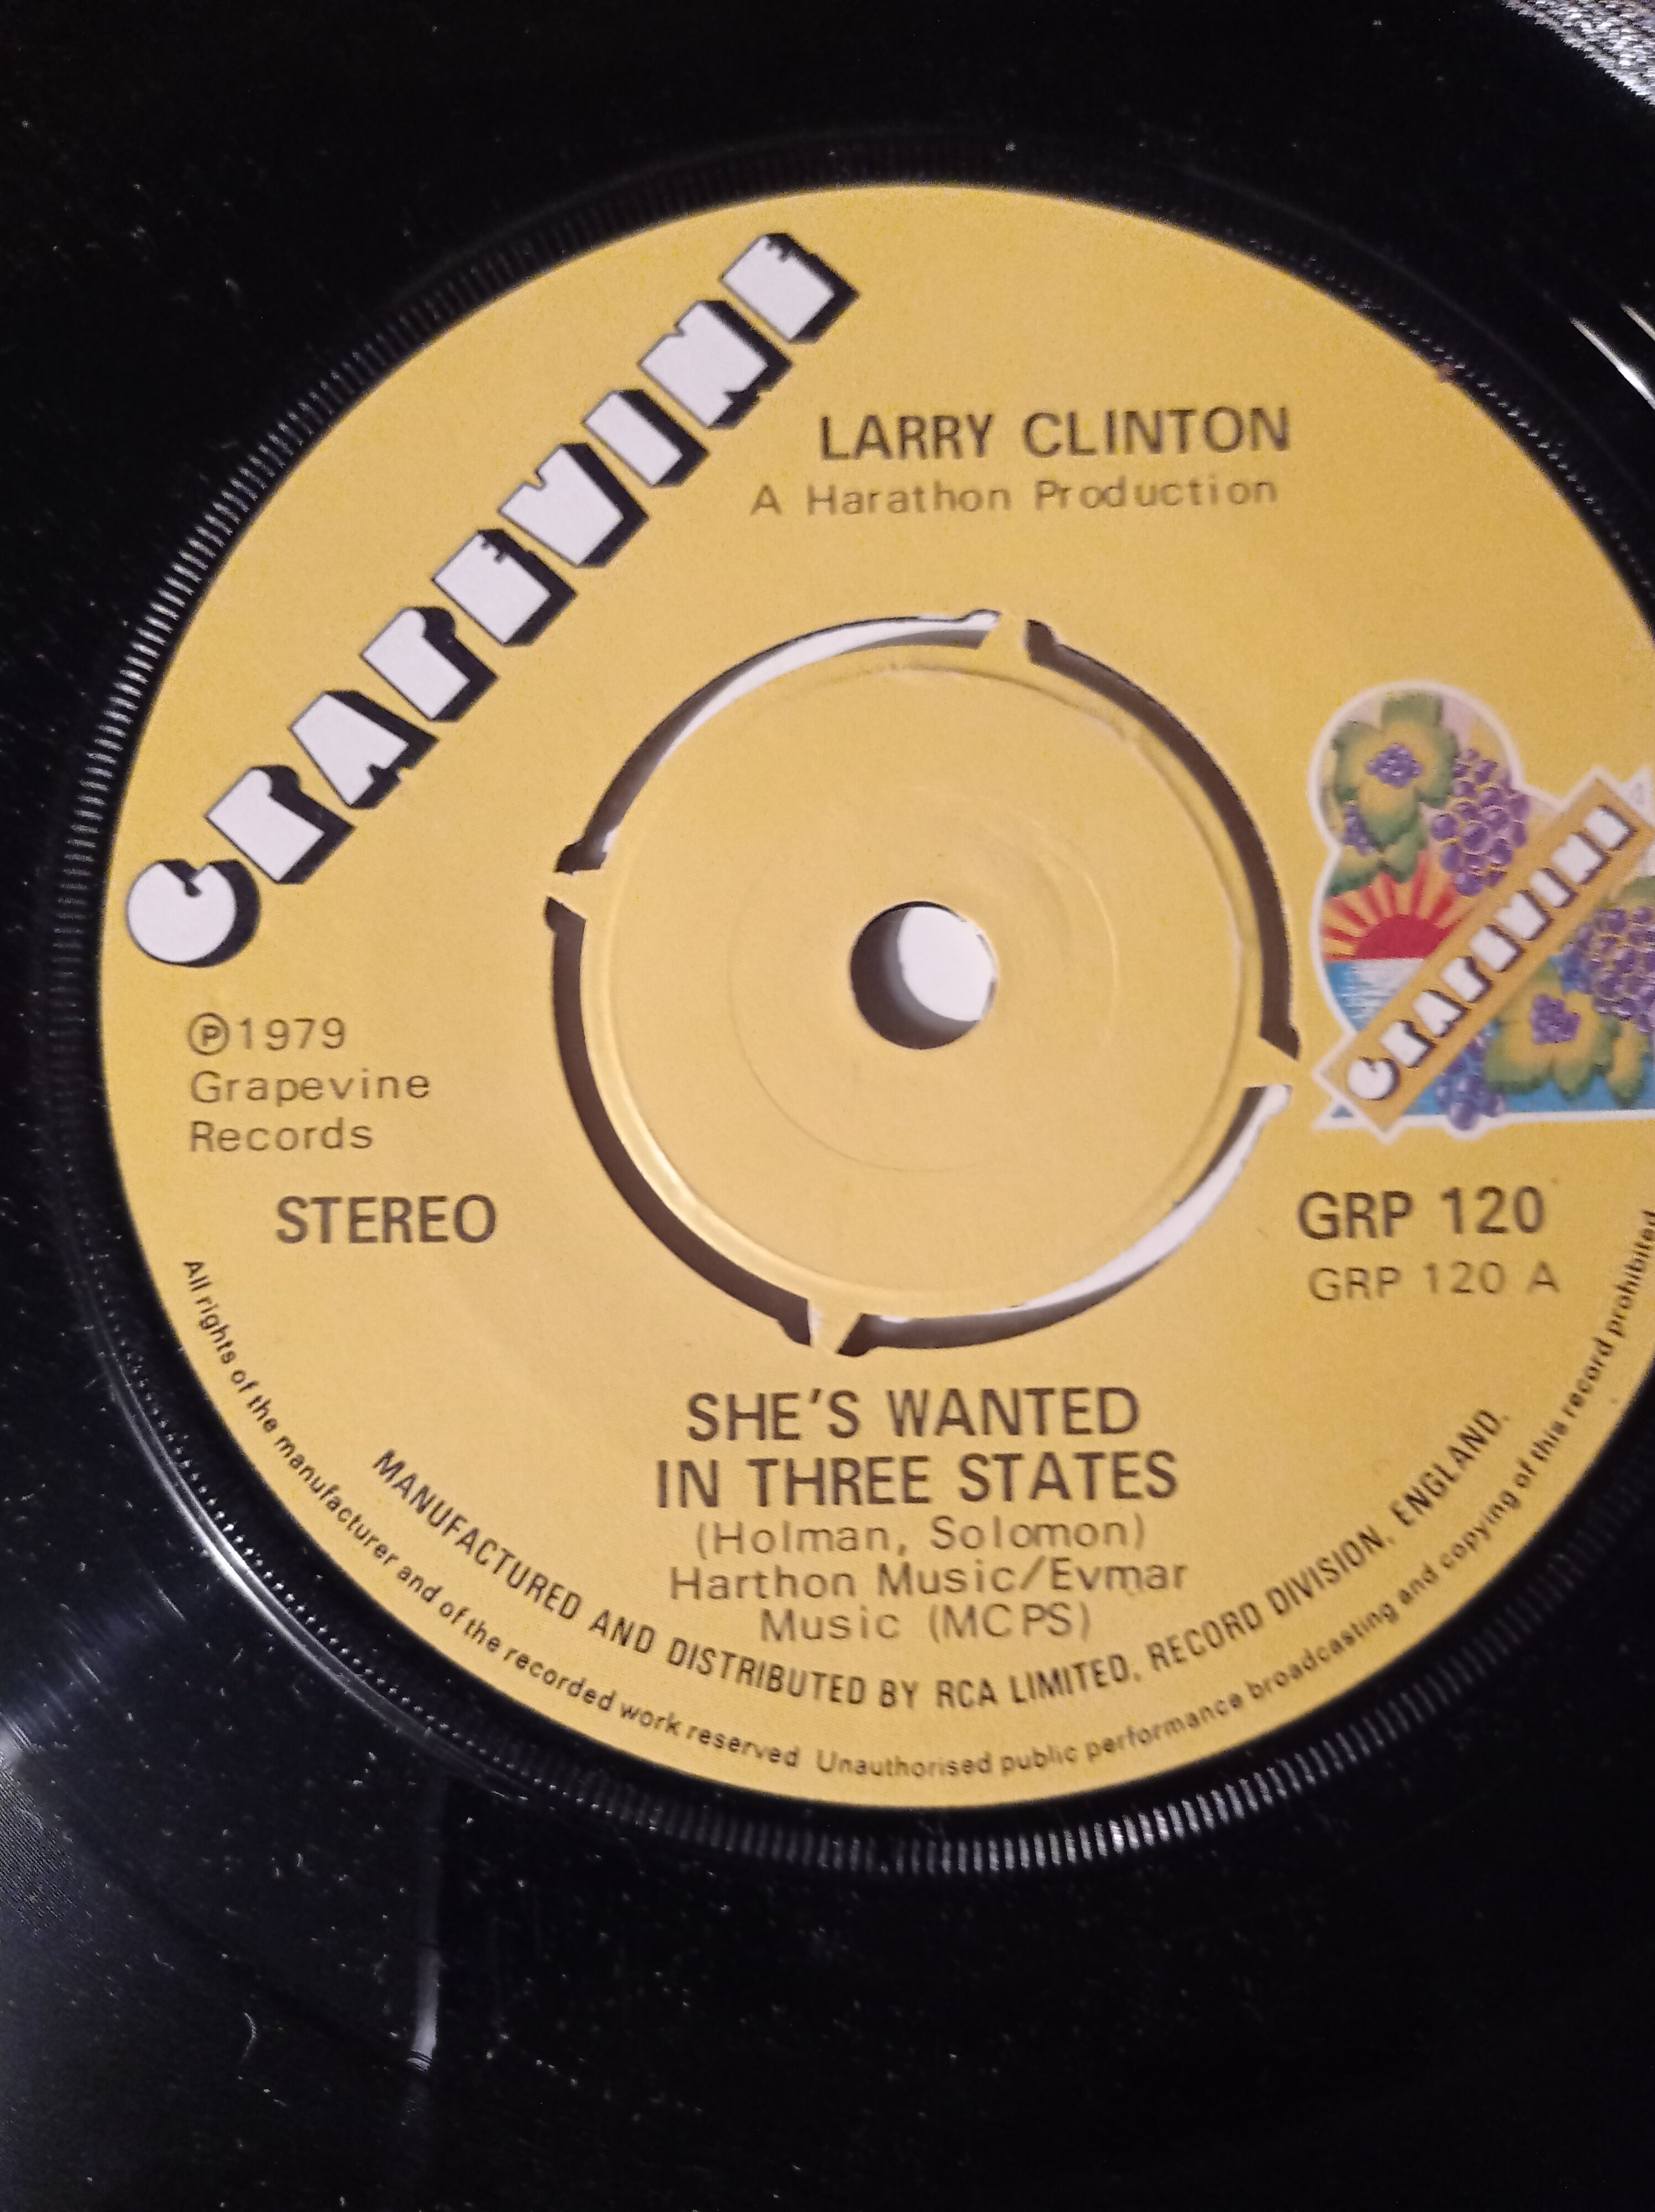 GRAPEVINE
LARRY CLINTON
A Harathon Production
GRAPEVINE
Ⓟ1979
Grapevine
Records
STEREO
GRP 120
GRP 120 A
SHE'S WANTED
IN THREE STATES
(Holman, Solomon)
Harthon Music/Evmar
Music (MCPS)
MANUFACTURED AND DISTRIBUTED BY RCA LIMITED, RECORD DIVISION, ENGLAND.
All rights of the manufacturer and of the recorded work reserved Unauthorised public performance broadcasting and copying of this record prohibited